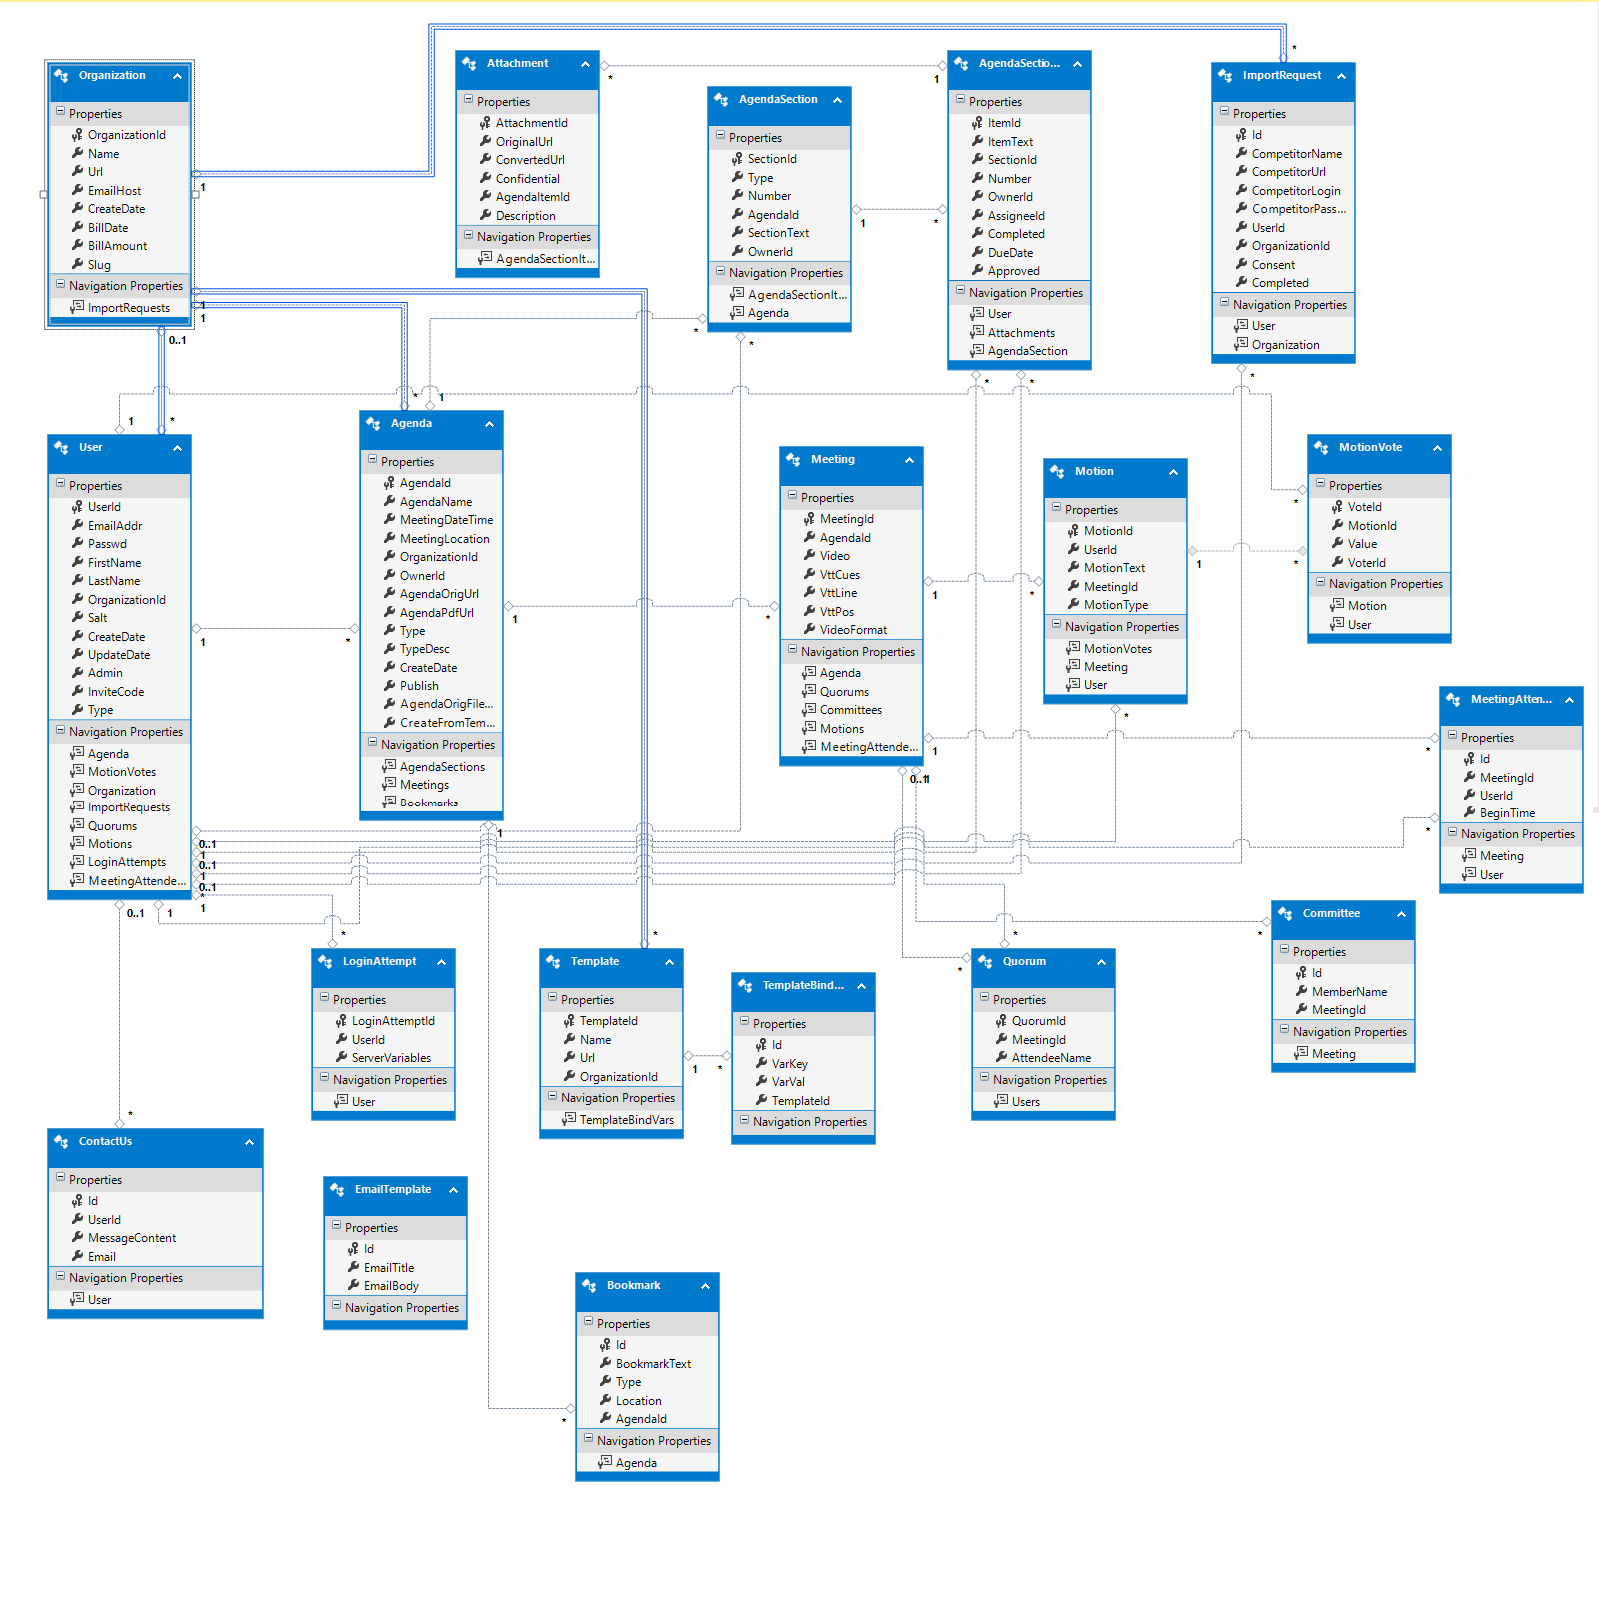 Organization
Properties
OrganizationId
Name
Url
EmailHost
CreateDate
BillDate
BillAmount
Slug
Navigation Properties
ImportRequests
Attachment
Properties
AttachmentId
OriginalUrl
ConvertedUrl
Confidential
AgendaItemId
Description
Navigation Properties
AgendaSectionIt...
AgendaSection
Properties
SectionId
Type
Number
AgendaId
SectionText
OwnerId
Navigation Properties
AgendaSectionIt...
Agenda
AgendaSectio...
Properties
ItemId
ItemText
SectionId
Number
OwnerId
AssigneeId
Completed
DueDate
Approved
Navigation Properties
User
Attachments
AgendaSection
ImportRequest
Properties
Id
CompetitorName
CompetitorUrl
CompetitorLogin
CompetitorPass...
UserId
OrganizationId
Consent
Completed
Navigation Properties
User
Organization
User
Properties
UserId
EmailAddr
Passwd
FirstName
LastName
OrganizationId
Salt
CreateDate
UpdateDate
Admin
InviteCode
Type
Navigation Properties
Agenda
MotionVotes
Organization
ImportRequests
Quorums
Motions
LoginAttempts
MeetingAttende...
Agenda
Properties
AgendaId
AgendaName
MeetingDateTime
MeetingLocation
OrganizationId
OwnerId
AgendaOrigUrl
AgendaPdfUrl
Type
TypeDesc
CreateDate
Publish
AgendaOrigFile...
CreateFromTem...
Navigation Properties
AgendaSections
Meetings
Bookmarks
Meeting
Properties
MeetingId
AgendaId
Video
VttCues
VttLine
VttPos
VideoFormat
Navigation Properties
Agenda
Quorums
Committees
Motions
MeetingAttende...
Motion
Properties
MotionId
UserId
MotionText
MeetingId
MotionType
Navigation Properties
MotionVotes
Meeting
User
MotionVote
Properties
VoteId
MotionId
Value
VoterId
Navigation Properties
Motion
User
MeetingAtten...
Properties
Id
MeetingId
UserId
BeginTime
Navigation Properties
Meeting
User
LoginAttempt
Properties
LoginAttemptId
UserId
ServerVariables
Navigation Properties
User
Template
Properties
TemplateId
Name
Url
OrganizationId
Navigation Properties
TemplateBindVars
TemplateBind...
Properties
Id
VarKey
VarVal
TemplateId
Navigation Properties
Quorum
Properties
QuorumId
MeetingId
AttendeeName
Navigation Properties
Users
Committee
Properties
Id
MemberName
MeetingId
Navigation Properties
Meeting
ContactUs
Properties
Id
UserId
MessageContent
Email
Navigation Properties
User
EmailTemplate
Properties
Id
EmailTitle
EmailBody
Navigation Properties
Bookmark
Properties
Id
BookmarkText
Type
Location
AgendaId
Navigation Properties
Agenda
1
*
1
1
0..1
*
*
1
*
1
*
*
1
*
1
*
*
*
*
1
*
1
*
1
*
1
*
1
*
1
*
*
*
0..1
1
0..1
1
0..1
*
1
0..1
1
*
*
1
*
*
*
*
*
1
*